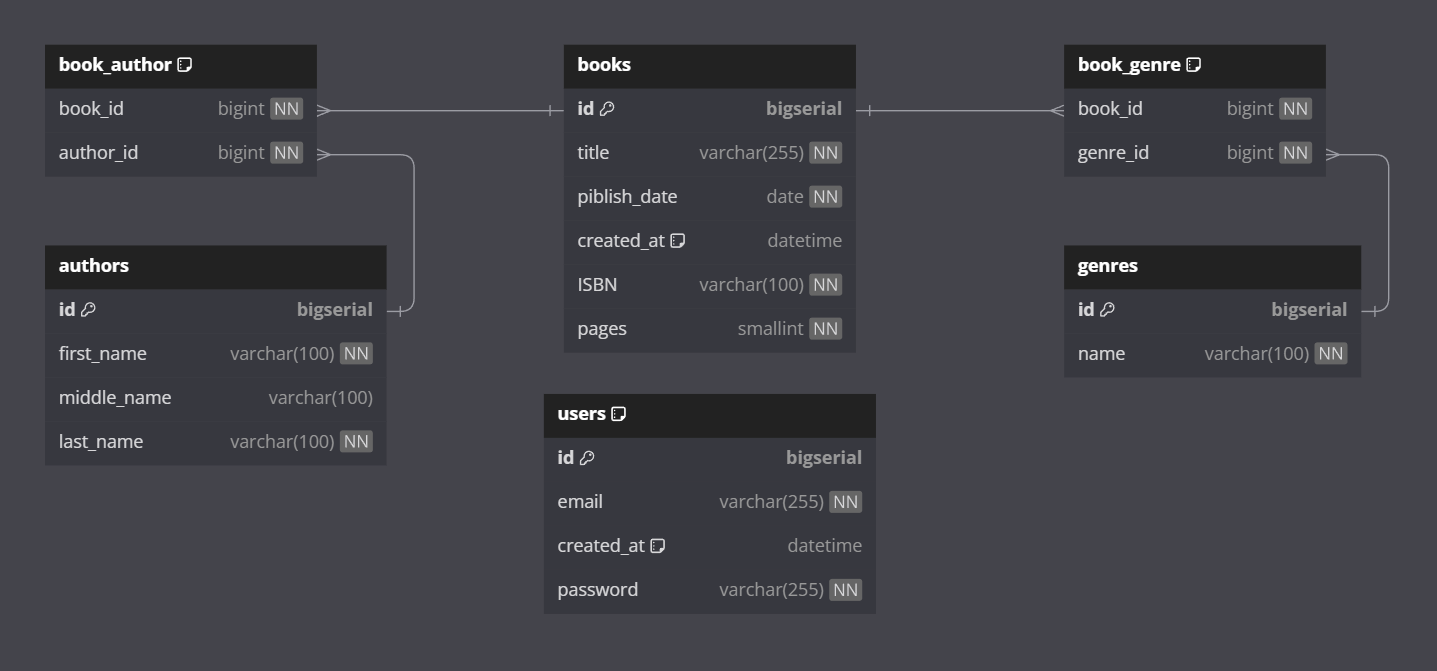 book_author
book_id bigint NN
author_id bigint NN
authors
id bigserial
first_name varchar(100) NN
middle_name varchar(100)
last_name varchar(100) NN
books
id bigserial
title varchar(255) NN
piblish_date date NN
created_at datetime
ISBN varchar(100) NN
pages smallint NN
users
id bigserial
email varchar(255) NN
created_at datetime
password varchar(255) NN
book_genre
book_id bigint NN
genre_id bigint NN
genres
id bigserial
name varchar(100) NN